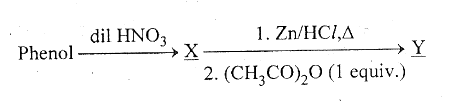 Phenol dil HNO₃ X 1. Zn/HCl,Δ Y
2. (CH₃CO)₂O (1 equiv.)